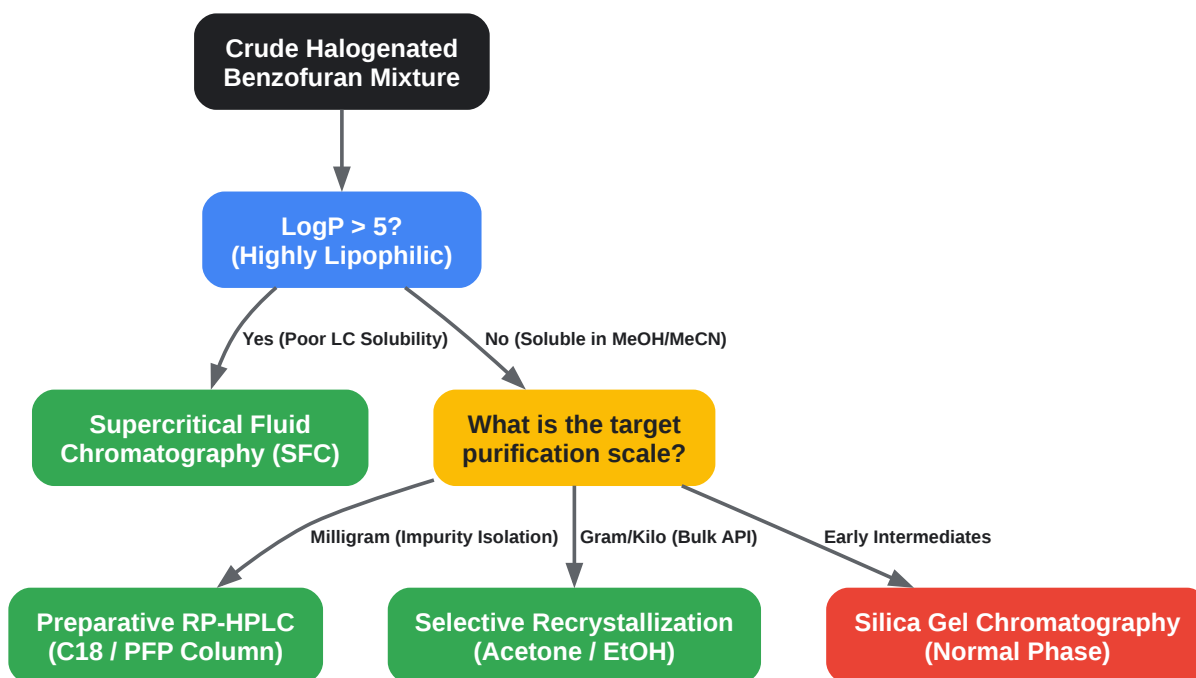 Crude Halogenated
Benzofuran Mixture
LogP > 5?
(Highly Lipophilic)
Yes (Poor LC Solubility)
No (Soluble in MeOH/MeCN)
Supercritical Fluid
Chromatography (SFC)
What is the target
purification scale?
Milligram (Impurity Isolation)
Gram/Kilo (Bulk API)
Early Intermediates
Preparative RP-HPLC
(C18 / PFP Column)
Selective Recrystallization
(Acetone / EtOH)
Silica Gel Chromatography
(Normal Phase)